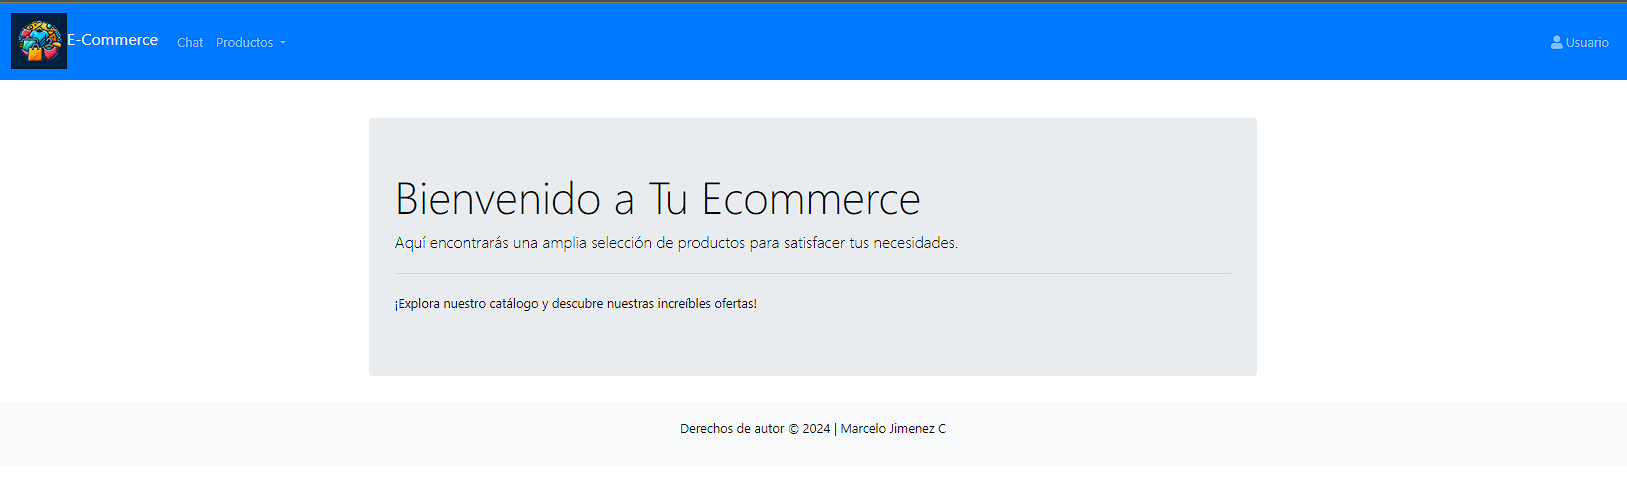 E-Commerce Chat Productos Usuario
Bienvenido a Tu Ecommerce
Aquí encontrarás una amplia selección de productos para satisfacer tus necesidades.
¡Explora nuestro catálogo y descubre nuestras increíbles ofertas!
Derechos de autor © 2024 | Marcelo Jimenez C